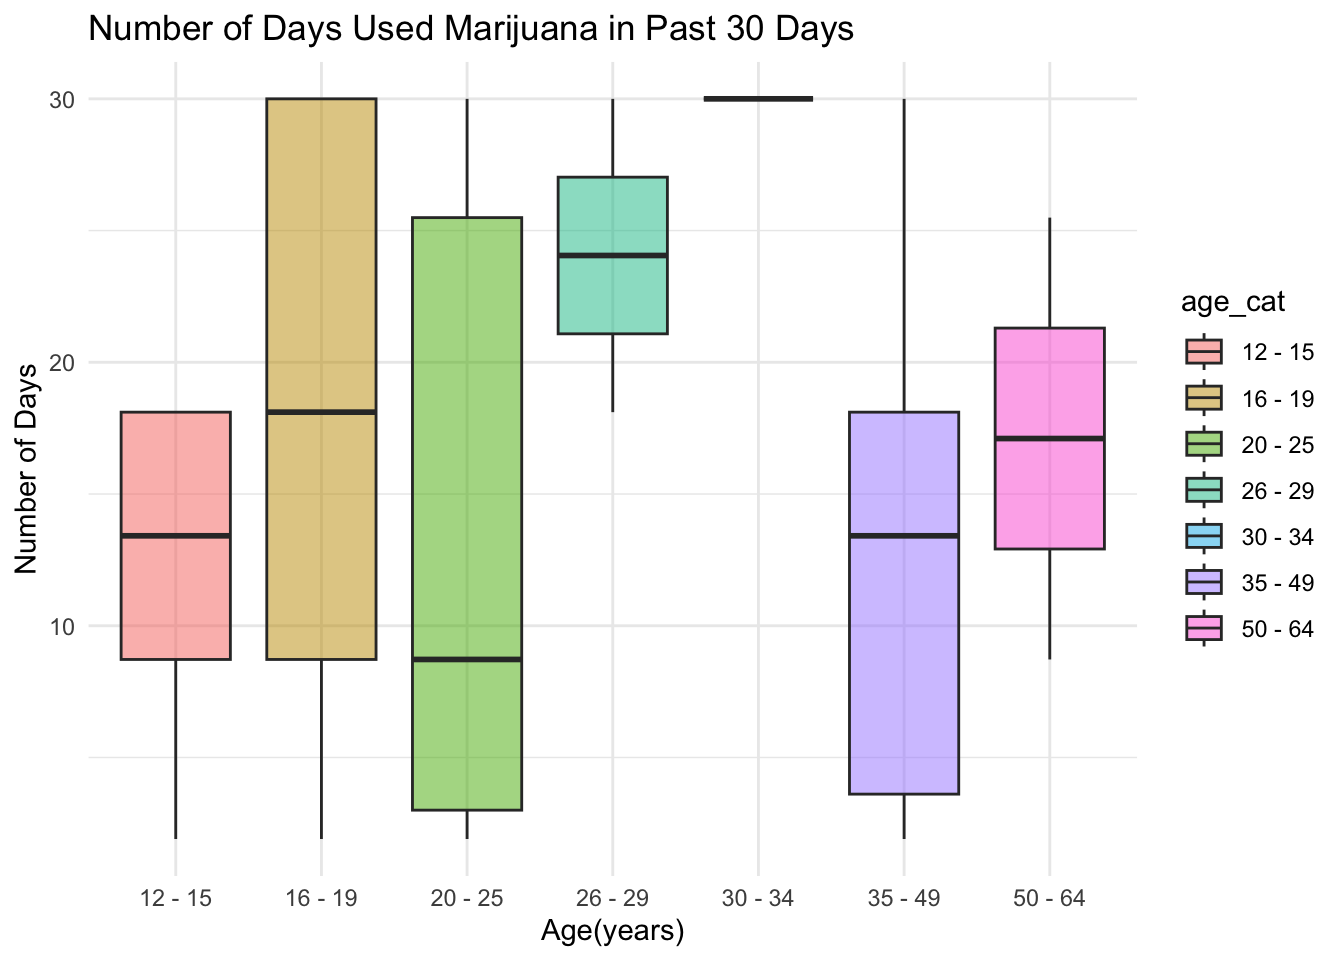 Number of Days Used Marijuana in Past 30 Days
30
20
10
Number of Days
12 - 15
16 - 19
20 - 25
26 - 29
30 - 34
35 - 49
50 - 64
Age(years)
age_cat
12 - 15
16 - 19
20 - 25
26 - 29
30 - 34
35 - 49
50 - 64